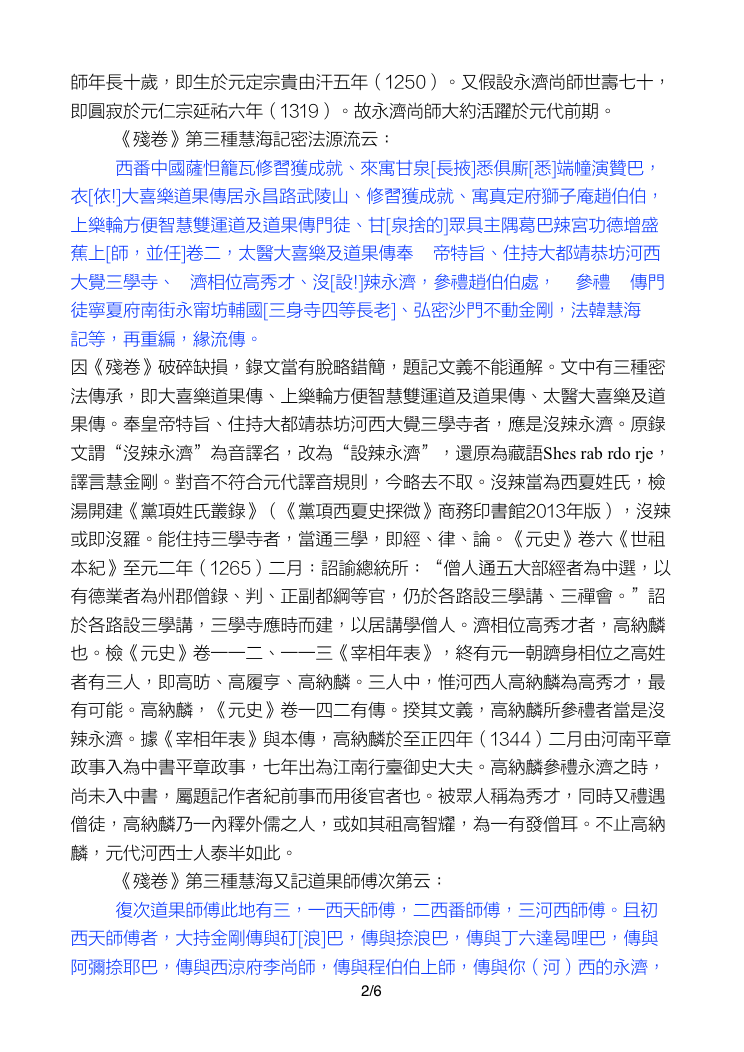 師年長十歲，即生於元定宗貴由汗五年（1250）。又假設永濟尚師世壽七十，
即圓寂於元仁宗延祐六年（1319）。故永濟尚師大約活躍於元代前期。
《殘卷》第三種慧海記密法源流云：
西番中國薩怛籠瓦修習獲成就、來寓甘泉[長掖]悉俱廝[悉]端幢演贊巴，
衣[依!]大喜樂道果傳居永昌路武陵山、修習獲成就、寓真定府獅子庵趙伯伯，
上樂輪方便智慧雙運道及道果傳門徒、甘[泉捨的]眾具主隅葛巴辣宮功德增盛
蕉上[師，並任]卷二，太醫大喜樂及道果傳奉　帝特旨、住持大都靖恭坊河西
大覺三學寺、　濟相位高秀才、沒[設!]辣永濟，參禮趙伯伯處，　參禮　傳門
徒寧夏府南街永甯坊輔國[三身寺四等長老]、弘密沙門不動金剛，法韓慧海
記等，再重編，緣流傳。
因《殘卷》破碎缺損，錄文當有脫略錯簡，題記文義不能通解。文中有三種密
法傳承，即大喜樂道果傳、上樂輪方便智慧雙運道及道果傳、太醫大喜樂及道
果傳。奉皇帝特旨、住持大都靖恭坊河西大覺三學寺者，應是沒辣永濟。原錄
文謂“沒辣永濟”為音譯名，改為“設辣永濟”，還原為藏語Shes rab rdo rje，
譯言慧金剛。對音不符合元代譯音規則，今略去不取。沒辣當為西夏姓氏，檢
湯開建《黨項姓氏叢錄》（《黨項西夏史探微》商務印書館2013年版），沒辣
或即沒羅。能住持三學寺者，當通三學，即經、律、論。《元史》卷六《世祖
本紀》至元二年（1265）二月：詔諭總統所：“僧人通五大部經者為中選，以
有德業者為州郡僧錄、判、正副都綱等官，仍於各路設三學講、三禪會。”詔
於各路設三學講，三學寺應時而建，以居講學僧人。濟相位高秀才者，高納麟
也。檢《元史》卷一一二、一一三《宰相年表》，終有元一朝躋身相位之高姓
者有三人，即高昉、高履亨、高納麟。三人中，惟河西人高納麟為高秀才，最
有可能。高納麟，《元史》卷一四二有傳。揆其文義，高納麟所參禮者當是沒
辣永濟。據《宰相年表》與本傳，高納麟於至正四年（1344）二月由河南平章
政事入為中書平章政事，七年出為江南行臺御史大夫。高納麟參禮永濟之時，
尚未入中書，屬題記作者紀前事而用後官者也。被眾人稱為秀才，同時又禮遇
僧徒，高納麟乃一內釋外儒之人，或如其祖高智耀，為一有發僧耳。不止高納
麟，元代河西士人泰半如此。
《殘卷》第三種慧海又記道果師傅次第云：
復次道果師傅此地有三，一西天師傅，二西番師傅，三河西師傅。且初
西天師傅者，大持金剛傳與矴[浪]巴，傳與捺浪巴，傳與丁六達曷哩巴，傳與
阿彌捺耶巴，傳與西涼府李尚師，傳與程伯伯上師，傳與你（河）西的永濟，
2/6